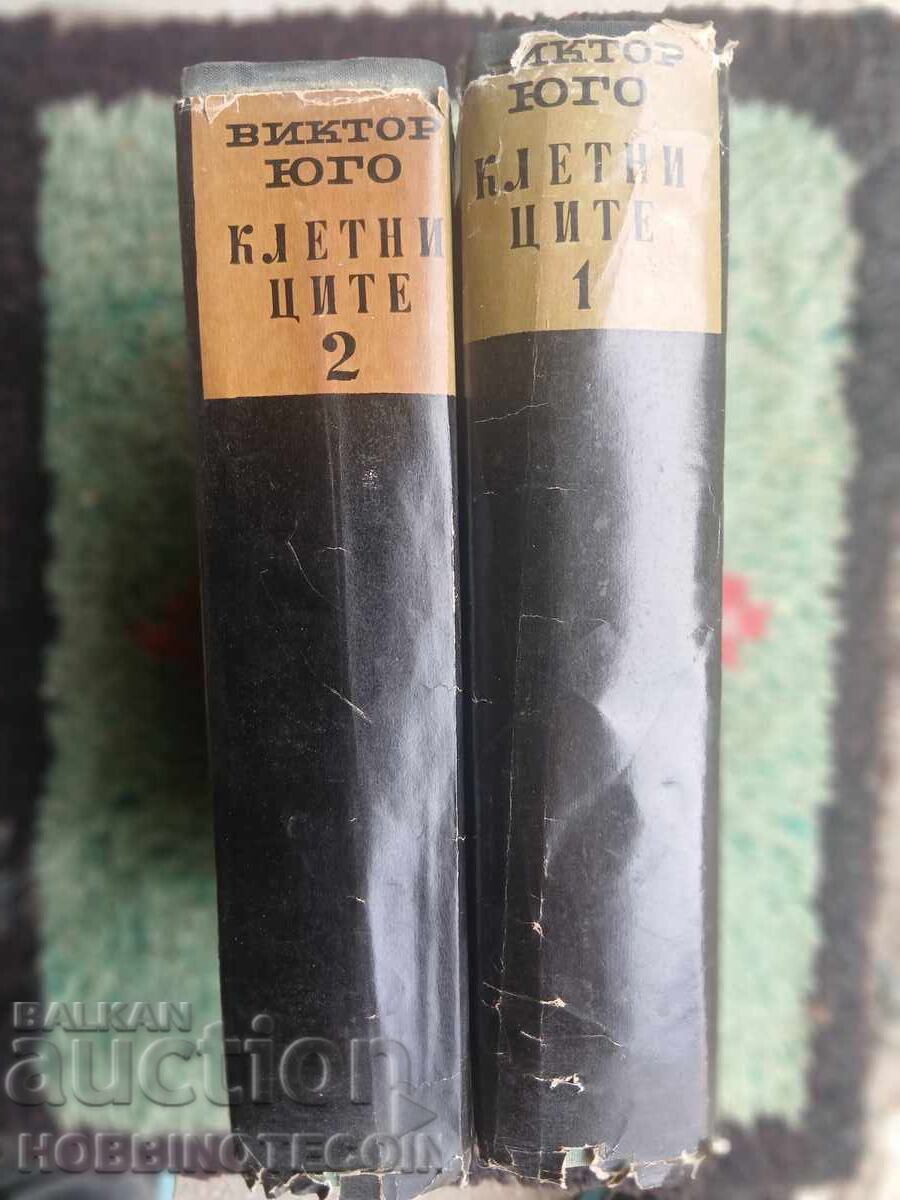 ВИКТОР
ЮГО
КЛЕТНИ
ЦИТЕ
2
ВИКТОР
ЮГО
КЛЕТНИ
ЦИТЕ
1
BALKAN
auction
HOBBINOTECOIN